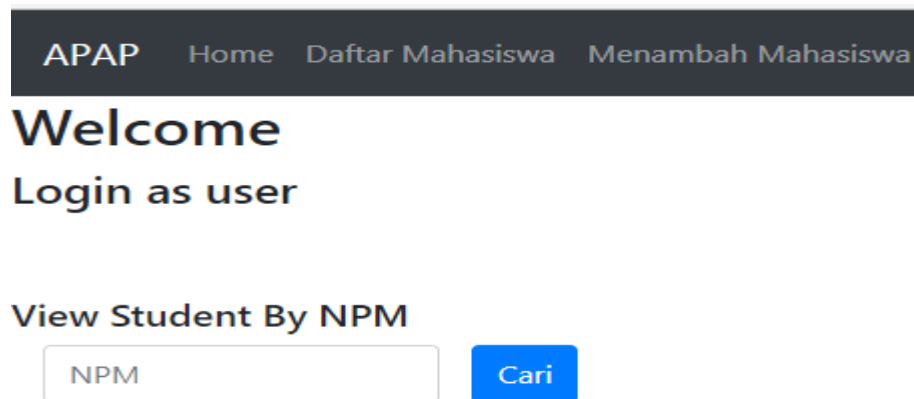 APAP Home Daftar Mahasiswa Menambah Mahasiswa
Welcome
Login as user
View Student By NPM
NPM Cari